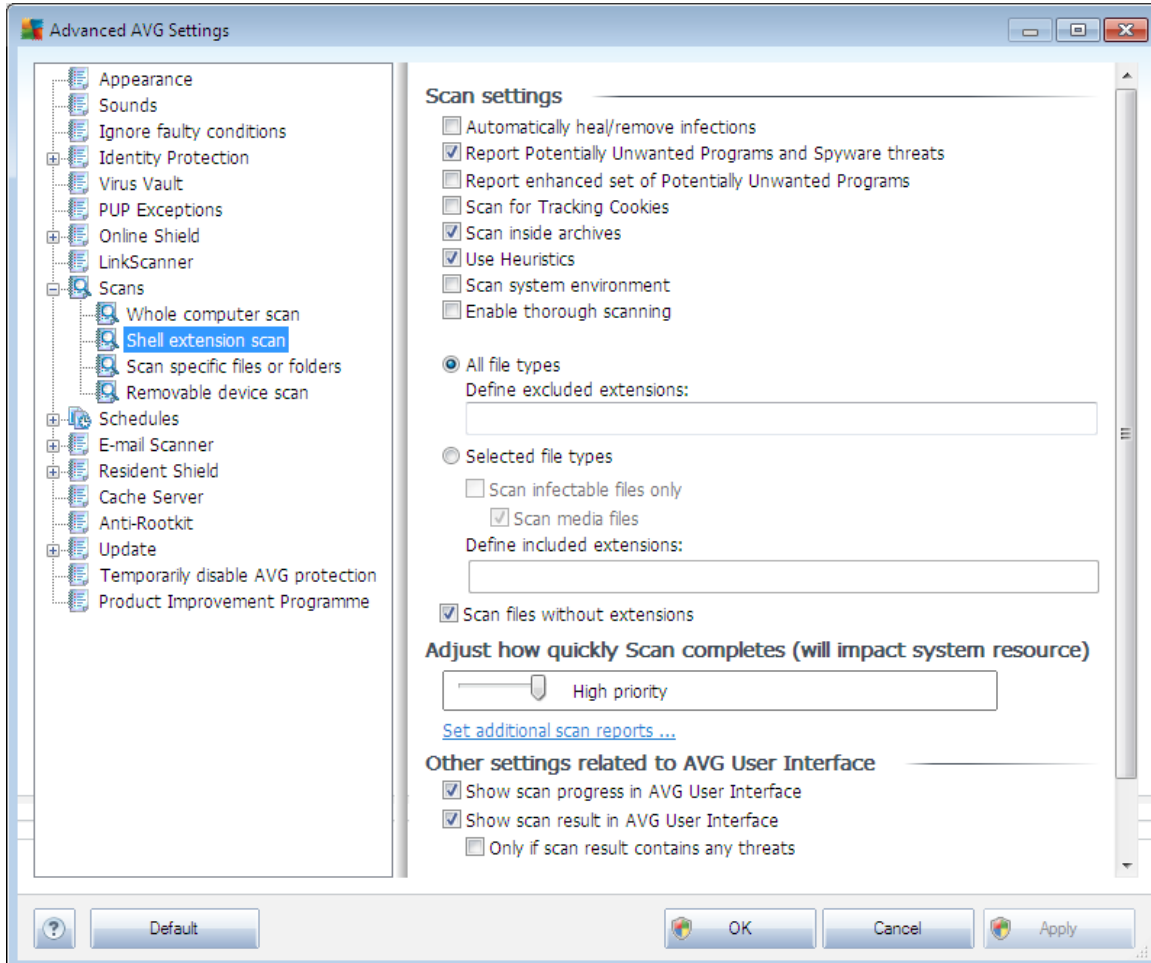 Advanced AVG Settings
Appearance
Sounds
Ignore faulty conditions
Identity Protection
Virus Vault
PUP Exceptions
Online Shield
LinkScanner
Scans
Whole computer scan
Shell extension scan
Scan specific files or folders
Removable device scan
Schedules
E-mail Scanner
Resident Shield
Cache Server
Anti-Rootkit
Update
Temporarily disable AVG protection
Product Improvement Programme
Scan settings
Automatically heal/remove infections
Report Potentially Unwanted Programs and Spyware threats
Report enhanced set of Potentially Unwanted Programs
Scan for Tracking Cookies
Scan inside archives
Use Heuristics
Scan system environment
Enable thorough scanning
All file types
Define excluded extensions:
Selected file types
Scan infectable files only
Scan media files
Define included extensions:
Scan files without extensions
Adjust how quickly Scan completes (will impact system resource)
High priority
Set additional scan reports ...
Other settings related to AVG User Interface
Show scan progress in AVG User Interface
Show scan result in AVG User Interface
Only if scan result contains any threats
?
Default
OK
Cancel
Apply